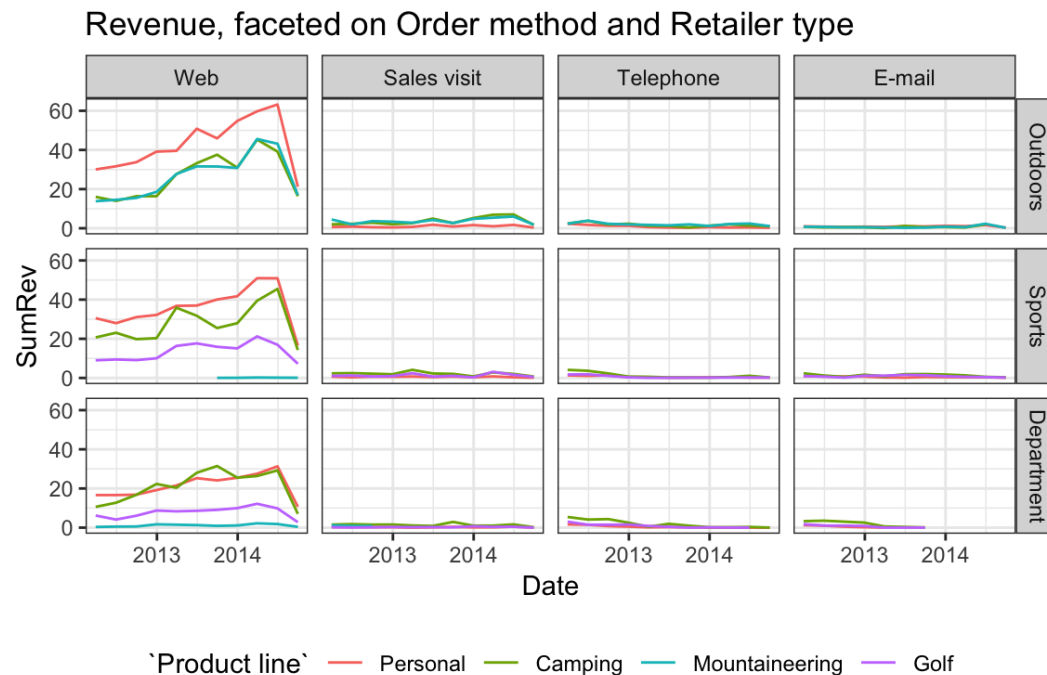 Revenue, faceted on Order method and Retailer type
Web
Sales visit
Telephone
E-mail
60
40
20
0
Outdoors
60
40
20
0
Sports
60
40
20
0
Department
SumRev
2013
2014
2013
2014
2013
2014
2013
2014
Date
`Product line`
Personal
Camping
Mountaineering
Golf